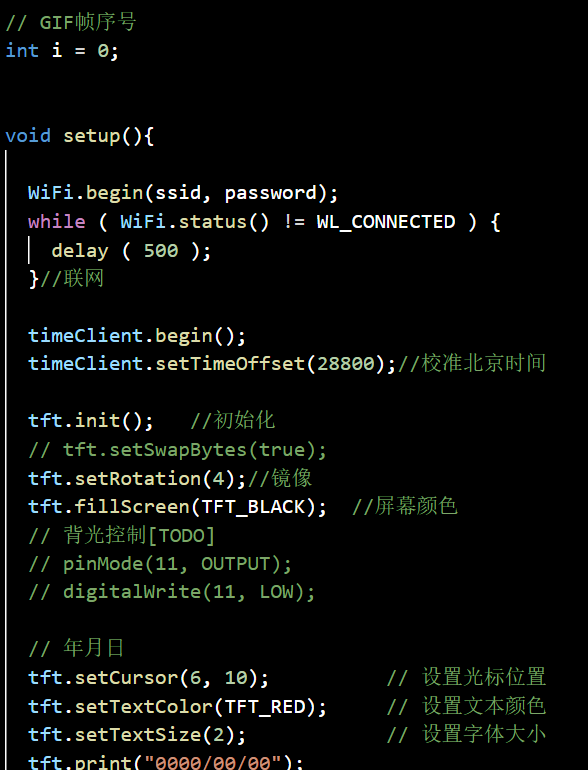 // GIF帧序号
int i = 0;
void setup(){
WiFi.begin(ssid, password);
while ( WiFi.status() != WL_CONNECTED ) {
delay ( 500 );
}//联网
timeClient.begin();
timeClient.setTimeOffset(28800);//校准北京时间
tft.init();   //初始化
// tft.setSwapBytes(true);
tft.setRotation(4);//镜像
tft.fillScreen(TFT_BLACK);  //屏幕颜色
// 背光控制[TODO]
// pinMode(11, OUTPUT);
// digitalWrite(11, LOW);
// 年月日
tft.setCursor(6, 10);          // 设置光标位置
tft.setTextColor(TFT_RED);     // 设置文本颜色
tft.setTextSize(2);            // 设置字体大小
tft.print("0000/00/00");